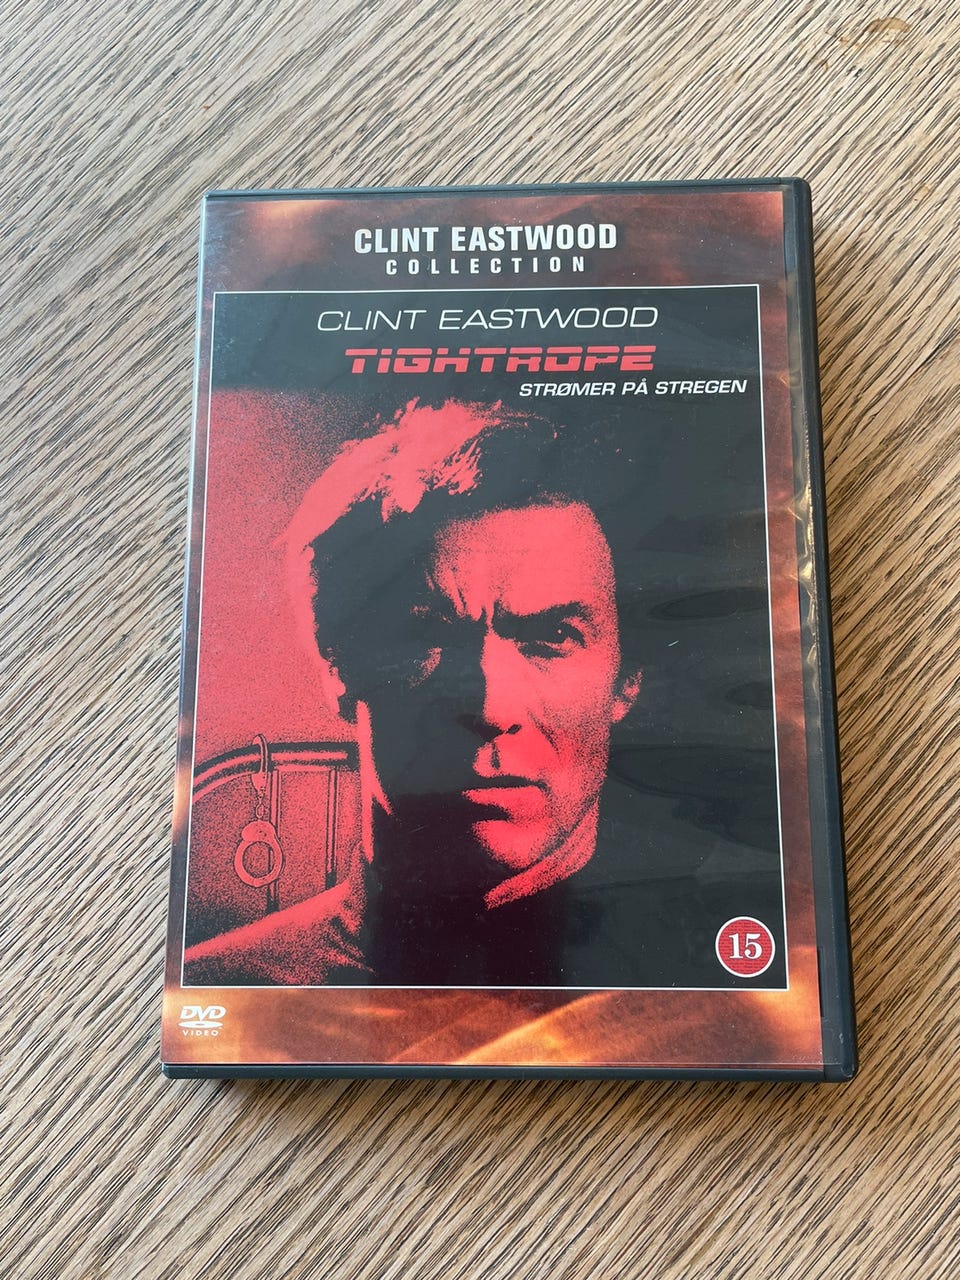 CLINT EASTWOOD
COLLECTION
CLINT EASTWOOD
TIGHTROPE
STRØMER PÅ STREGEN
15
DVD
VIDEO